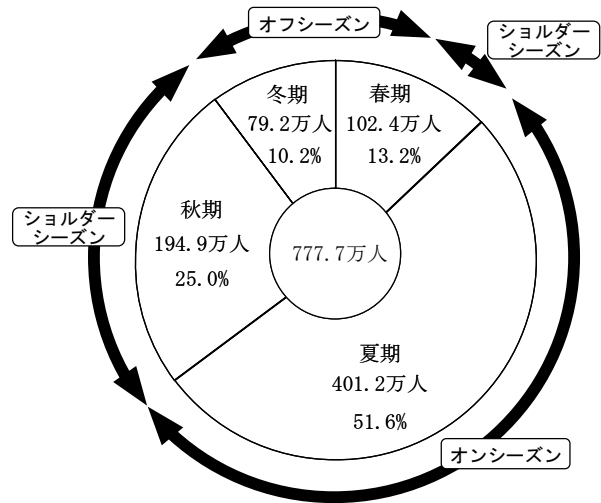 オフシーズン
ショルダー
シーズン
冬期
79.2万人
10.2%
春期
102.4万人
13.2%
秋期
194.9万人
25.0%
ショルダー
シーズン
777.7万人
夏期
401.2万人
51.6%
オンシーズン